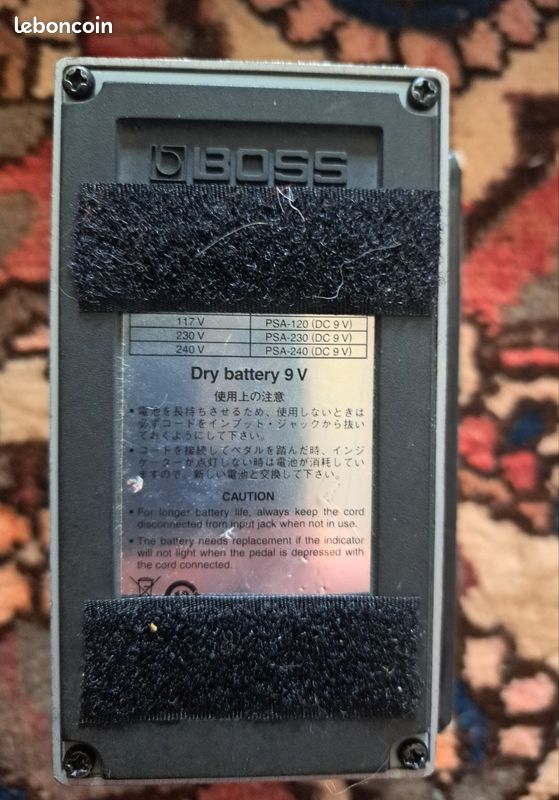 leboncoin
BOSS
117 V PSA-120 (DC 9 V)
230 V PSA-230 (DC 9 V)
240 V PSA-240 (DC 9 V)
Dry battery 9 V
使用上の注意
• 電池を長持ちさせるため、使用しないときは
必ずコードをインプット・ジャックから抜い
ておくようにして下さい。
• コードを接続してペダルを踏んだ時、インジ
ケーターが点灯しない時は電池が消耗してい
ますので、新しい電池と交換して下さい。
CAUTION
• For longer battery life, always keep the cord
disconnected from input jack when not in use.
• The battery needs replacement if the indicator
will not light when the pedal is depressed with
the cord connected.